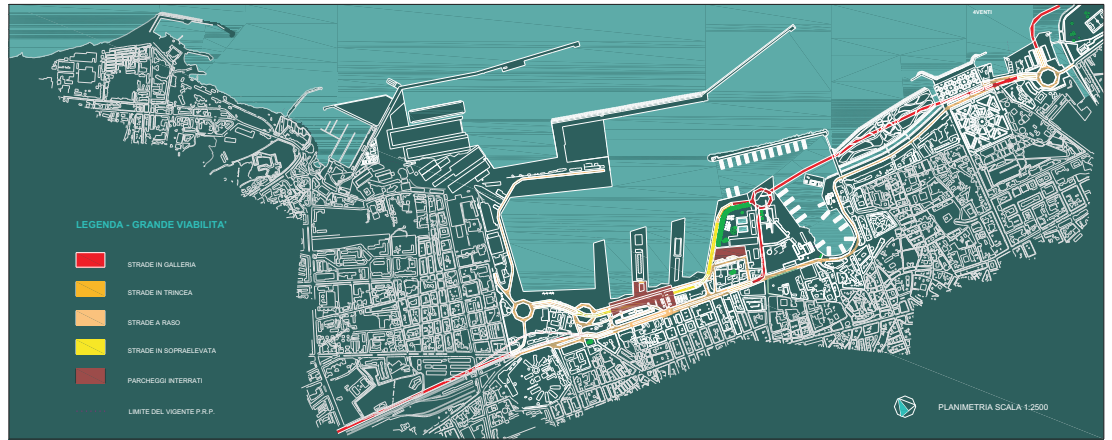 4VENTI
LEGENDA - GRANDE VIABILITA'
STRADE IN GALLERIA
STRADE IN TRINCEA
STRADE A RASO
STRADE IN SOPRAELEVATA
PARCHEGGI INTERRATI
LIMITE DEL VIGENTE P.R.P.
PLANIMETRIA SCALA 1:2500